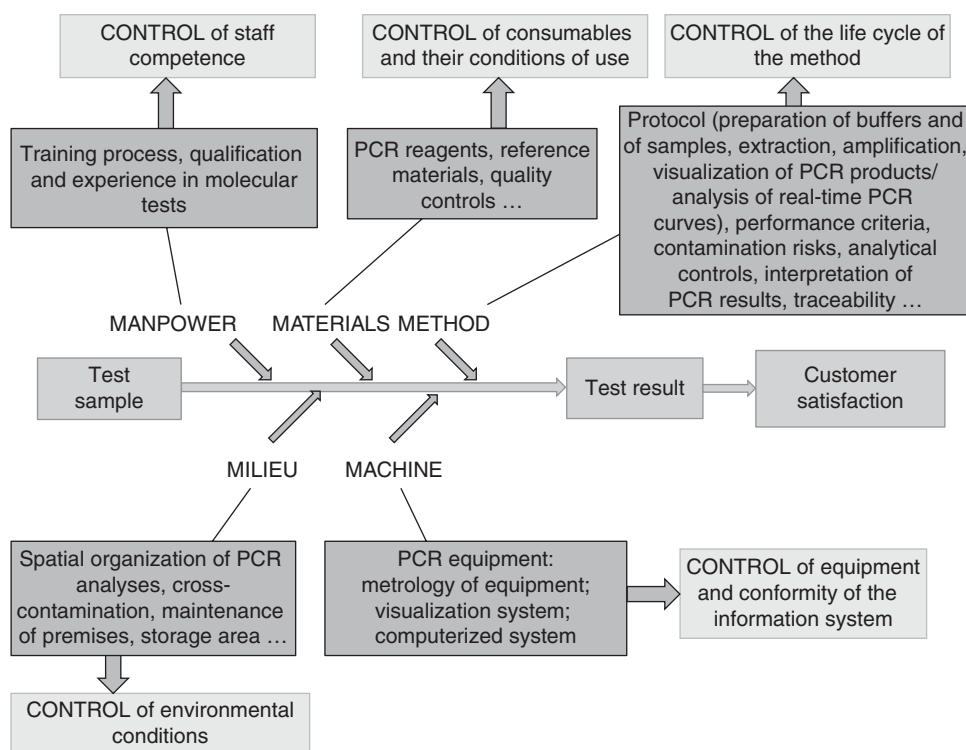 CONTROL of staff
competence
CONTROL of consumables
and their conditions of use
CONTROL of the life cycle of
the method
Training process, qualification
and experience in molecular
tests
PCR reagents, reference
materials, quality
controls …
Protocol (preparation of buffers and
of samples, extraction, amplification,
visualization of PCR products/
analysis of real-time PCR
curves), performance criteria,
contamination risks, analytical
controls, interpretation of
PCR results, traceability …
MANPOWER
MATERIALS
METHOD
Test
sample
Test result
Customer
satisfaction
MILIEU
MACHINE
Spatial organization of PCR
analyses, cross-
contamination, maintenance
of premises, storage area …
PCR equipment:
metrology of equipment;
visualization system;
computerized system
CONTROL of equipment
and conformity of the
information system
CONTROL of environmental
conditions